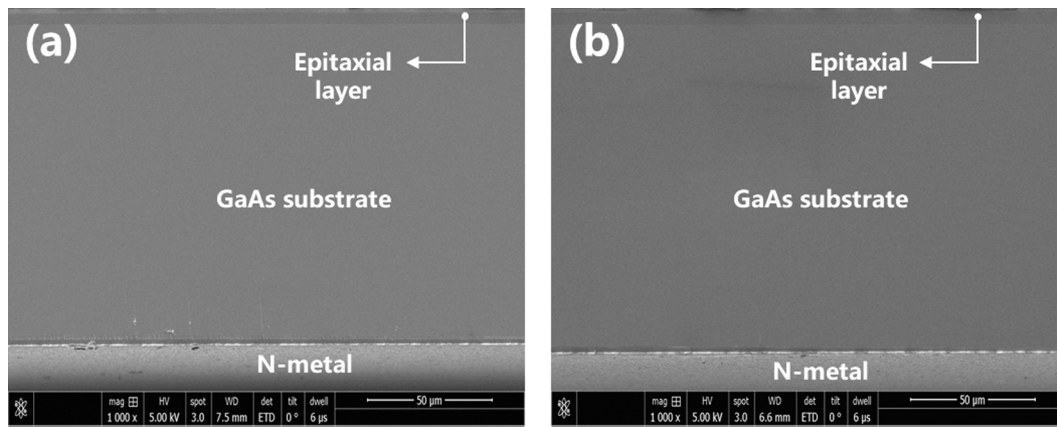 (a)
Epitaxial
layer
GaAs substrate
N-metal
mag HV spot WD det tilt dwell
1 000 x 5.00 kV 3.0 7.5 mm ETD 0° 6 µs
50 µm
(b)
Epitaxial
layer
GaAs substrate
N-metal
mag HV spot WD det tilt dwell
1 000 x 5.00 kV 3.0 6.6 mm ETD 0° 6 µs
50 µm